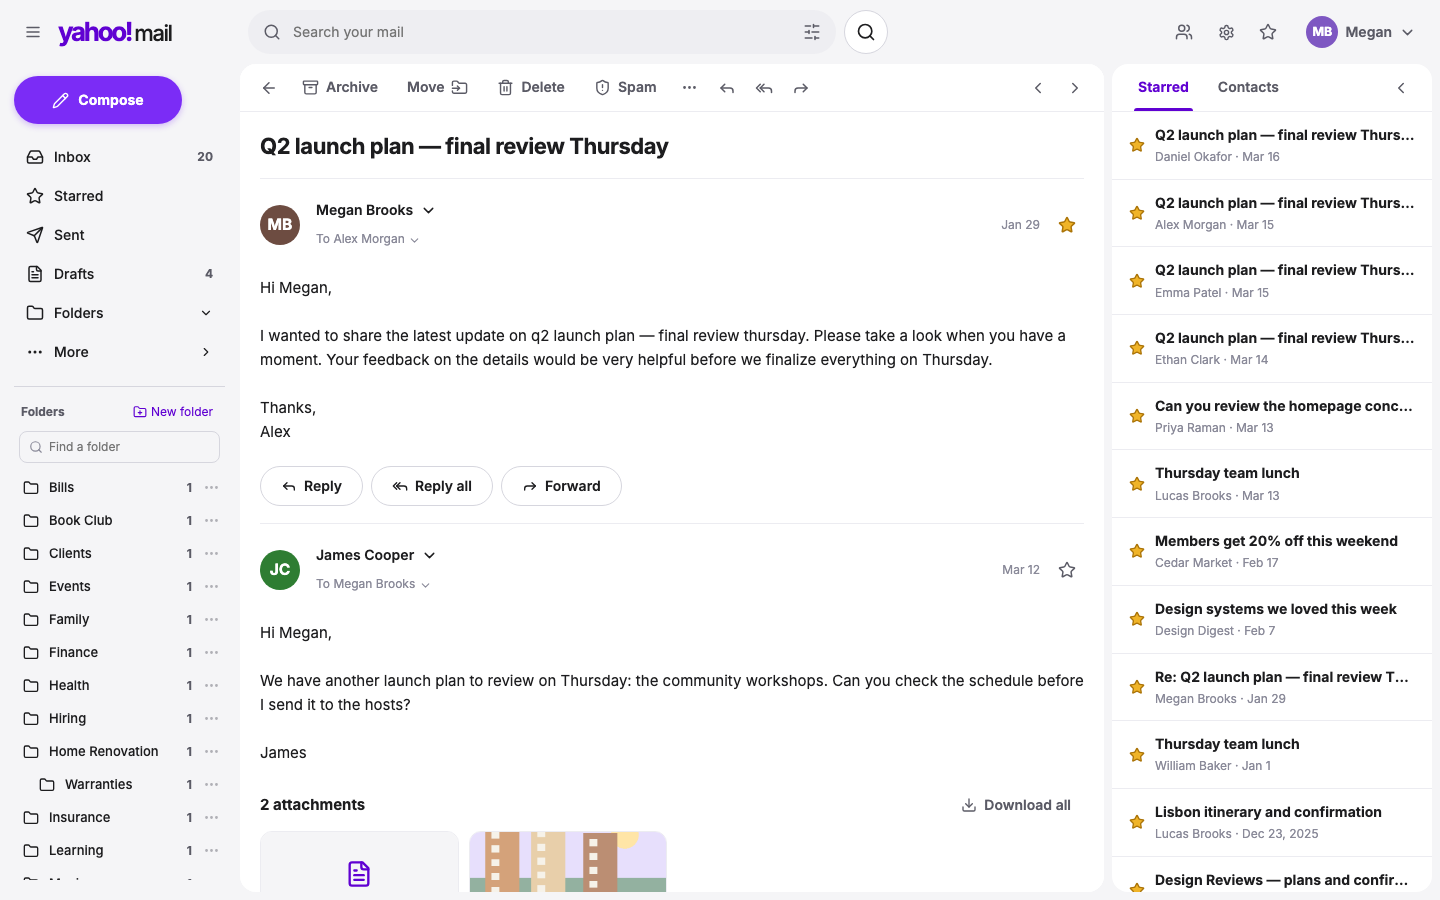 yahoo!mail
Search your mail
MB Megan
Compose
Inbox 20
Starred
Sent
Drafts 4
Folders
More
Folders New folder
Find a folder
Bills 1
Book Club 1
Clients 1
Events 1
Family 1
Finance 1
Health 1
Hiring 1
Home Renovation 1
Warranties 1
Insurance 1
Learning 1
Archive Move Delete Spam
Q2 launch plan — final review Thursday
MB
Megan Brooks
To Alex Morgan
Jan 29
Hi Megan,
I wanted to share the latest update on q2 launch plan — final review thursday. Please take a look when you have a
moment. Your feedback on the details would be very helpful before we finalize everything on Thursday.
Thanks,
Alex
Reply Reply all Forward
JC
James Cooper
To Megan Brooks
Mar 12
Hi Megan,
We have another launch plan to review on Thursday: the community workshops. Can you check the schedule before
I send it to the hosts?
James
2 attachments Download all
Starred Contacts
Q2 launch plan — final review Thurs...
Daniel Okafor · Mar 16
Q2 launch plan — final review Thurs...
Alex Morgan · Mar 15
Q2 launch plan — final review Thurs...
Emma Patel · Mar 15
Q2 launch plan — final review Thurs...
Ethan Clark · Mar 14
Can you review the homepage conc...
Priya Raman · Mar 13
Thursday team lunch
Lucas Brooks · Mar 13
Members get 20% off this weekend
Cedar Market · Feb 17
Design systems we loved this week
Design Digest · Feb 7
Re: Q2 launch plan — final review T...
Megan Brooks · Jan 29
Thursday team lunch
William Baker · Jan 1
Lisbon itinerary and confirmation
Lucas Brooks · Dec 23, 2025
Design Reviews — plans and confir...